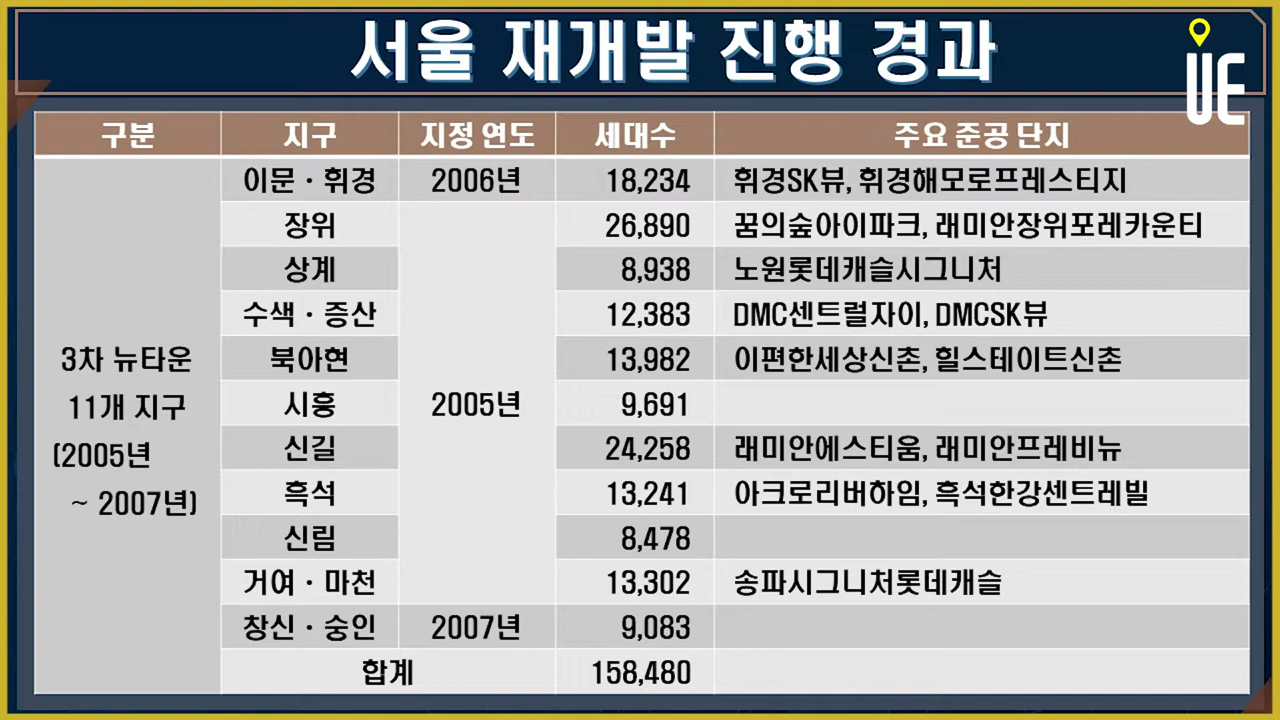 서울 재개발 진행 경과
UE
구분 지구 지정 연도 세대수 주요 준공 단지
이문·휘경 2006년 18,234 휘경SK뷰, 휘경해모로프레스티지
장위 26,890 꿈의숲아이파크, 래미안장위포레카운티
상계 8,938 노원롯데캐슬시그니처
수색·증산 12,383 DMC센트럴자이, DMCSK뷰
3차 뉴타운
11개 지구
(2005년
~ 2007년)
북아현 13,982 이편한세상신촌, 힐스테이트신촌
시흥 2005년 9,691
신길 24,258 래미안에스티움, 래미안프레비뉴
흑석 13,241 아크로리버하임, 흑석한강센트레빌
신림 8,478
거여·마천 13,302 송파시그니처롯데캐슬
창신·숭인 2007년 9,083
합계 158,480